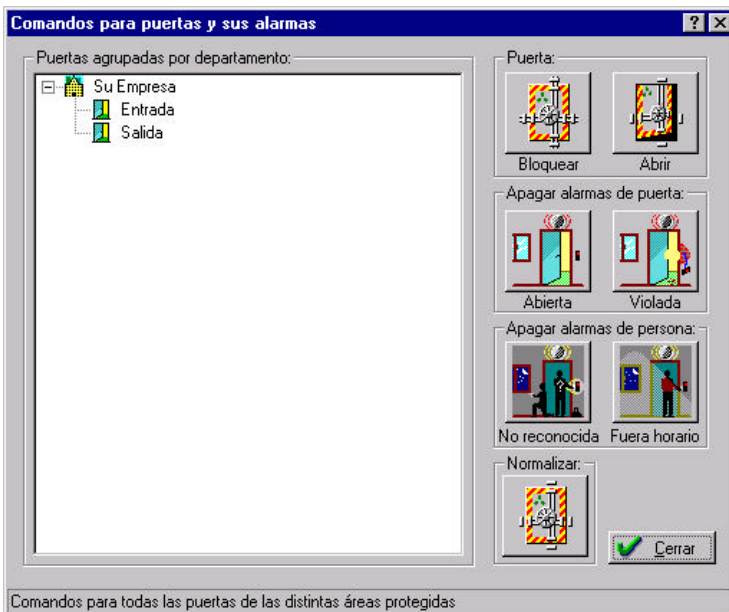 Comandos para puertas y sus alarmas
Puertas agrupadas por departamento:
Su Empresa
Entrada
Salida
Puerta:
Bloquear
Abrir
Apagar alarmas de puerta:
Abierta
Violada
Apagar alarmas de persona:
No reconocida
Fuera horario
Normalizar:
Cerrar
Comandos para todas las puertas de las distintas áreas protegidas